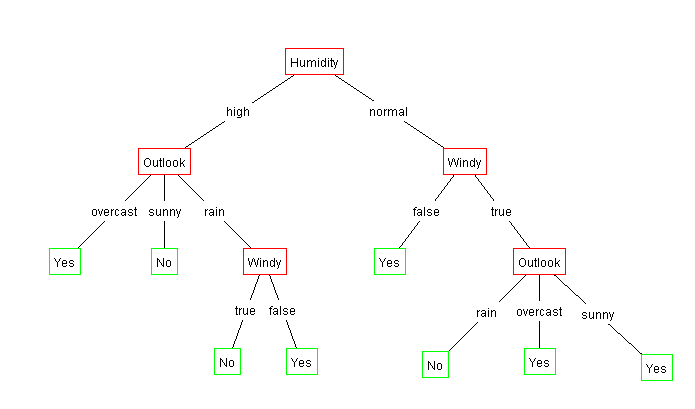 Humidity
high
normal
Outlook
Windy
overcast sunny rain
false true
Yes No Windy
Yes Outlook
true false
rain overcast sunny
No Yes
No Yes Yes